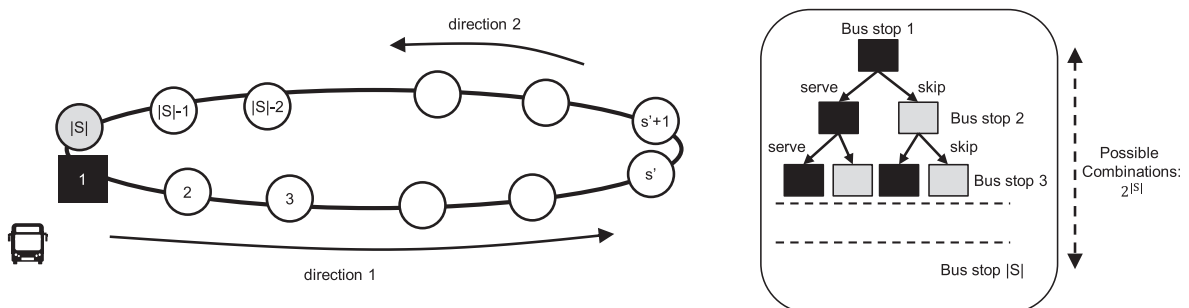 direction 2
|S|
|S|-1
|S|-2
s'+1
1
2
3
s'
direction 1
Bus stop 1
serve
skip
Bus stop 2
serve
skip
Bus stop 3
Bus stop |S|
Possible
Combinations:
2^|S|